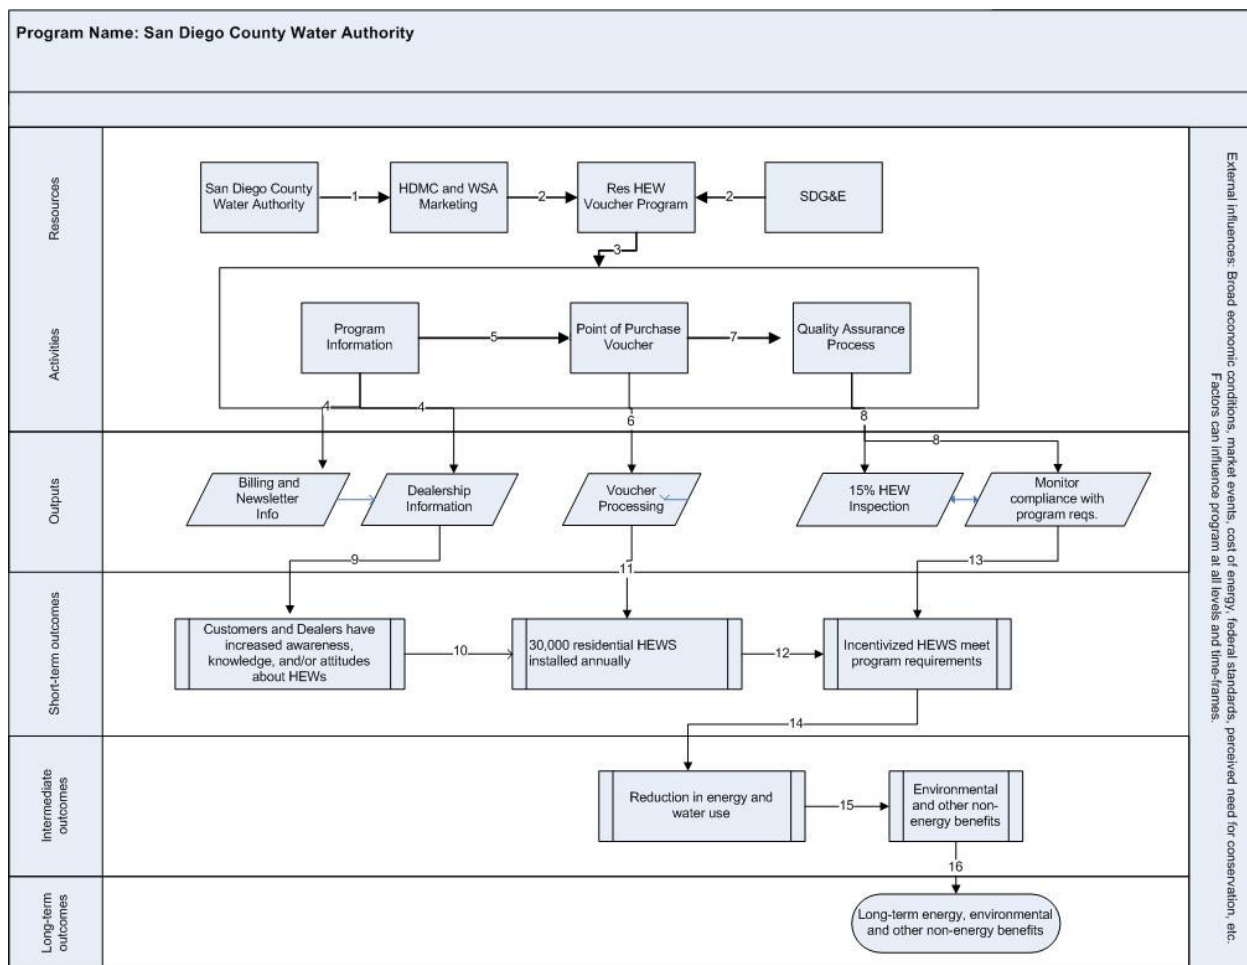 Program Name: San Diego County Water Authority
Resources
San Diego County
Water Authority
1
HDMC and WSA
Marketing
2
Res HEW
Voucher Program
2
SDG&E
3
Activities
Program
Information
5
Point of Purchase
Voucher
7
Quality Assurance
Process
4
4
6
8
8
Outputs
Billing and
Newsletter
Info
Dealership
Information
Voucher
Processing
15% HEW
Inspection
Monitor
compliance with
program reqs.
9
11
13
Short-term outcomes
Customers and Dealers have
increased awareness,
knowledge, and/or attitudes
about HEWs
10
30,000 residential HEWS
installed annually
12
Incentivized HEWS meet
program requirements
14
Intermediate
outcomes
Reduction in energy and
water use
15
Environmental
and other non-
energy benefits
16
Long-term
outcomes
Long-term energy, environmental
and other non-energy benefits
External influences: Broad economic conditions, market events, cost of energy, federal standards, perceived need for conservation, etc.
Factors can influence program at all levels and time-frames.